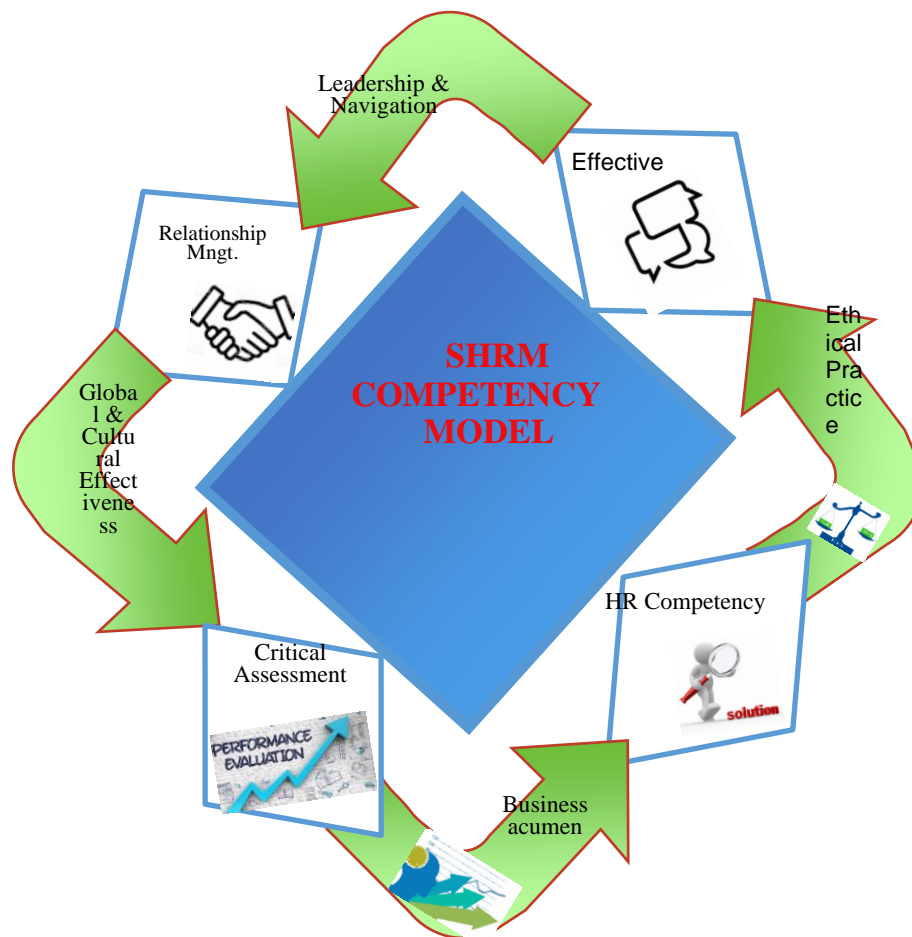 Leadership &
Navigation
Effective
Relationship
Mngt.
Eth
ical
Pra
ctic
e
SHRM
COMPETENCY
MODEL
Globa
l &
Cultu
ral
Effect
ivene
ss
HR Competency
solution
Critical
Assessment
PERFORMANCE
EVALUATION
Business
acumen